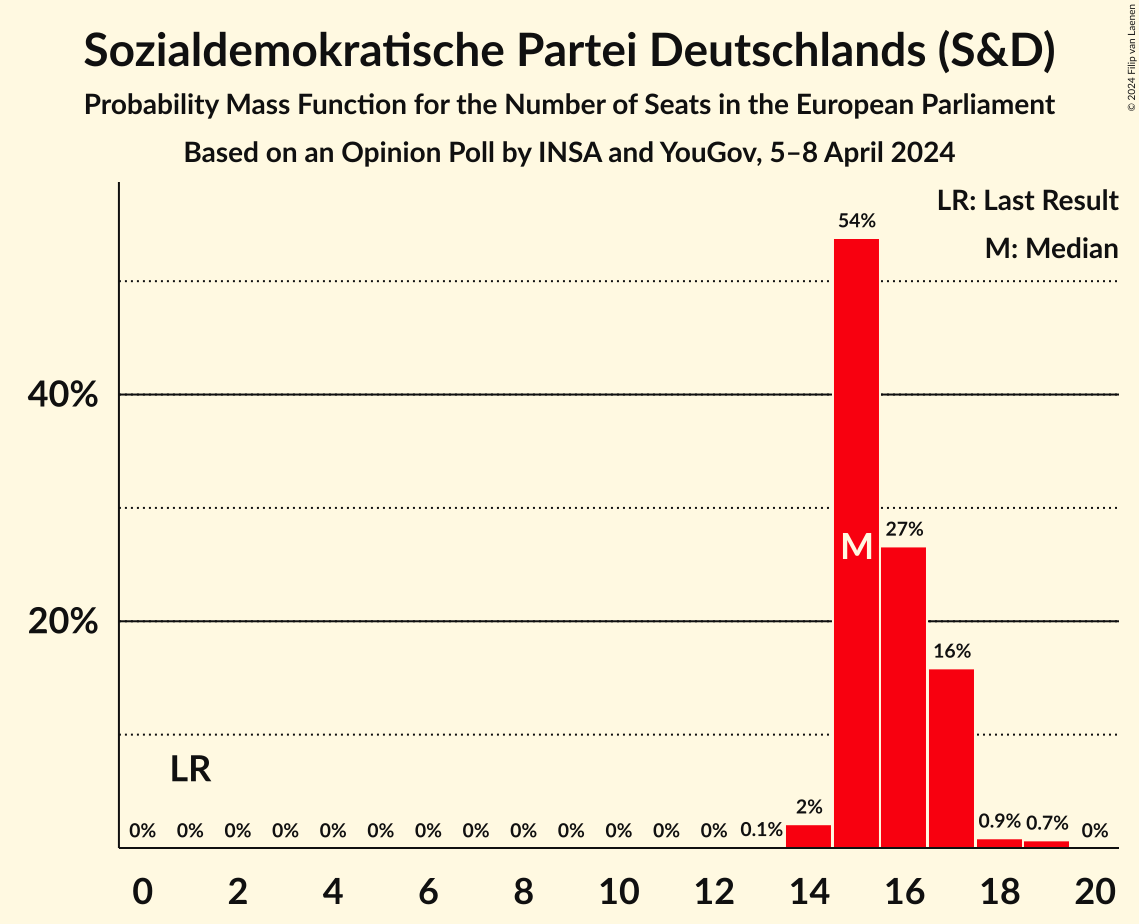 Sozialdemokratische Partei Deutschlands (S&D)
Probability Mass Function for the Number of Seats in the European Parliament
Based on an Opinion Poll by INSA and YouGov, 5–8 April 2024
© 2024 Filip van Laenen
LR: Last Result
M: Median
54%
40%
27%
M
20%
16%
LR
0% 0% 0% 0% 0% 0% 0% 0% 0% 0% 0% 0% 0% 0.1% 2% 0.9% 0.7% 0%
0 2 4 6 8 10 12 14 16 18 20